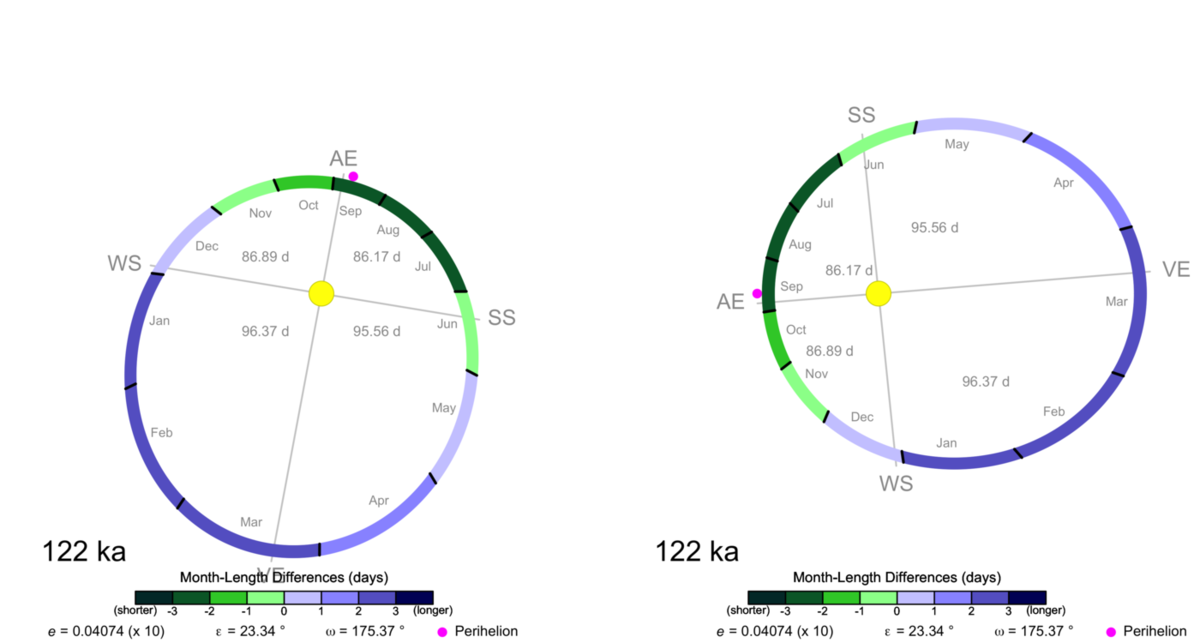 AE
Oct
Sep
Nov
Aug
Dec
86.89 d
86.17 d
WS
Jul
SS
Jan
96.37 d
95.56 d
Jun
May
Feb
Apr
Mar
122 ka
VE
Month-Length Differences (days)
(shorter) -3 -2 -1 0 1 2 3 (longer)
e = 0.04074 (x 10) ε = 23.34 ° ω = 175.37 ° Perihelion
SS
May
Jun
Apr
Jul
95.56 d
Aug
86.17 d
VE
Sep
AE
Mar
Oct
86.89 d
Nov
96.37 d
Dec
Feb
Jan
WS
122 ka
Month-Length Differences (days)
(shorter) -3 -2 -1 0 1 2 3 (longer)
e = 0.04074 (x 10) ε = 23.34 ° ω = 175.37 ° Perihelion